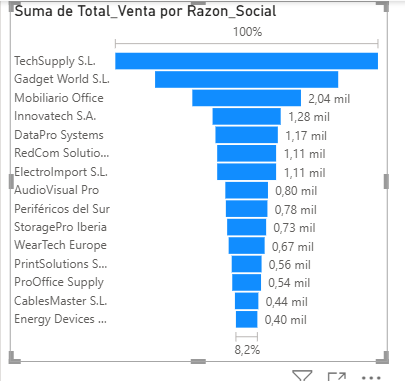 Suma de Total_Venta por Razon_Social
100%
TechSupply S.L.
Gadget World S.L.
Mobiliario Office 2,04 mil
Innovatech S.A. 1,28 mil
DataPro Systems 1,17 mil
RedCom Solutio... 1,11 mil
ElectroImport S.L. 1,11 mil
AudioVisual Pro 0,80 mil
Periféricos del Sur 0,78 mil
StoragePro Iberia 0,73 mil
WearTech Europe 0,67 mil
PrintSolutions S... 0,56 mil
ProOffice Supply 0,54 mil
CablesMaster S.L. 0,44 mil
Energy Devices ... 0,40 mil
8,2%